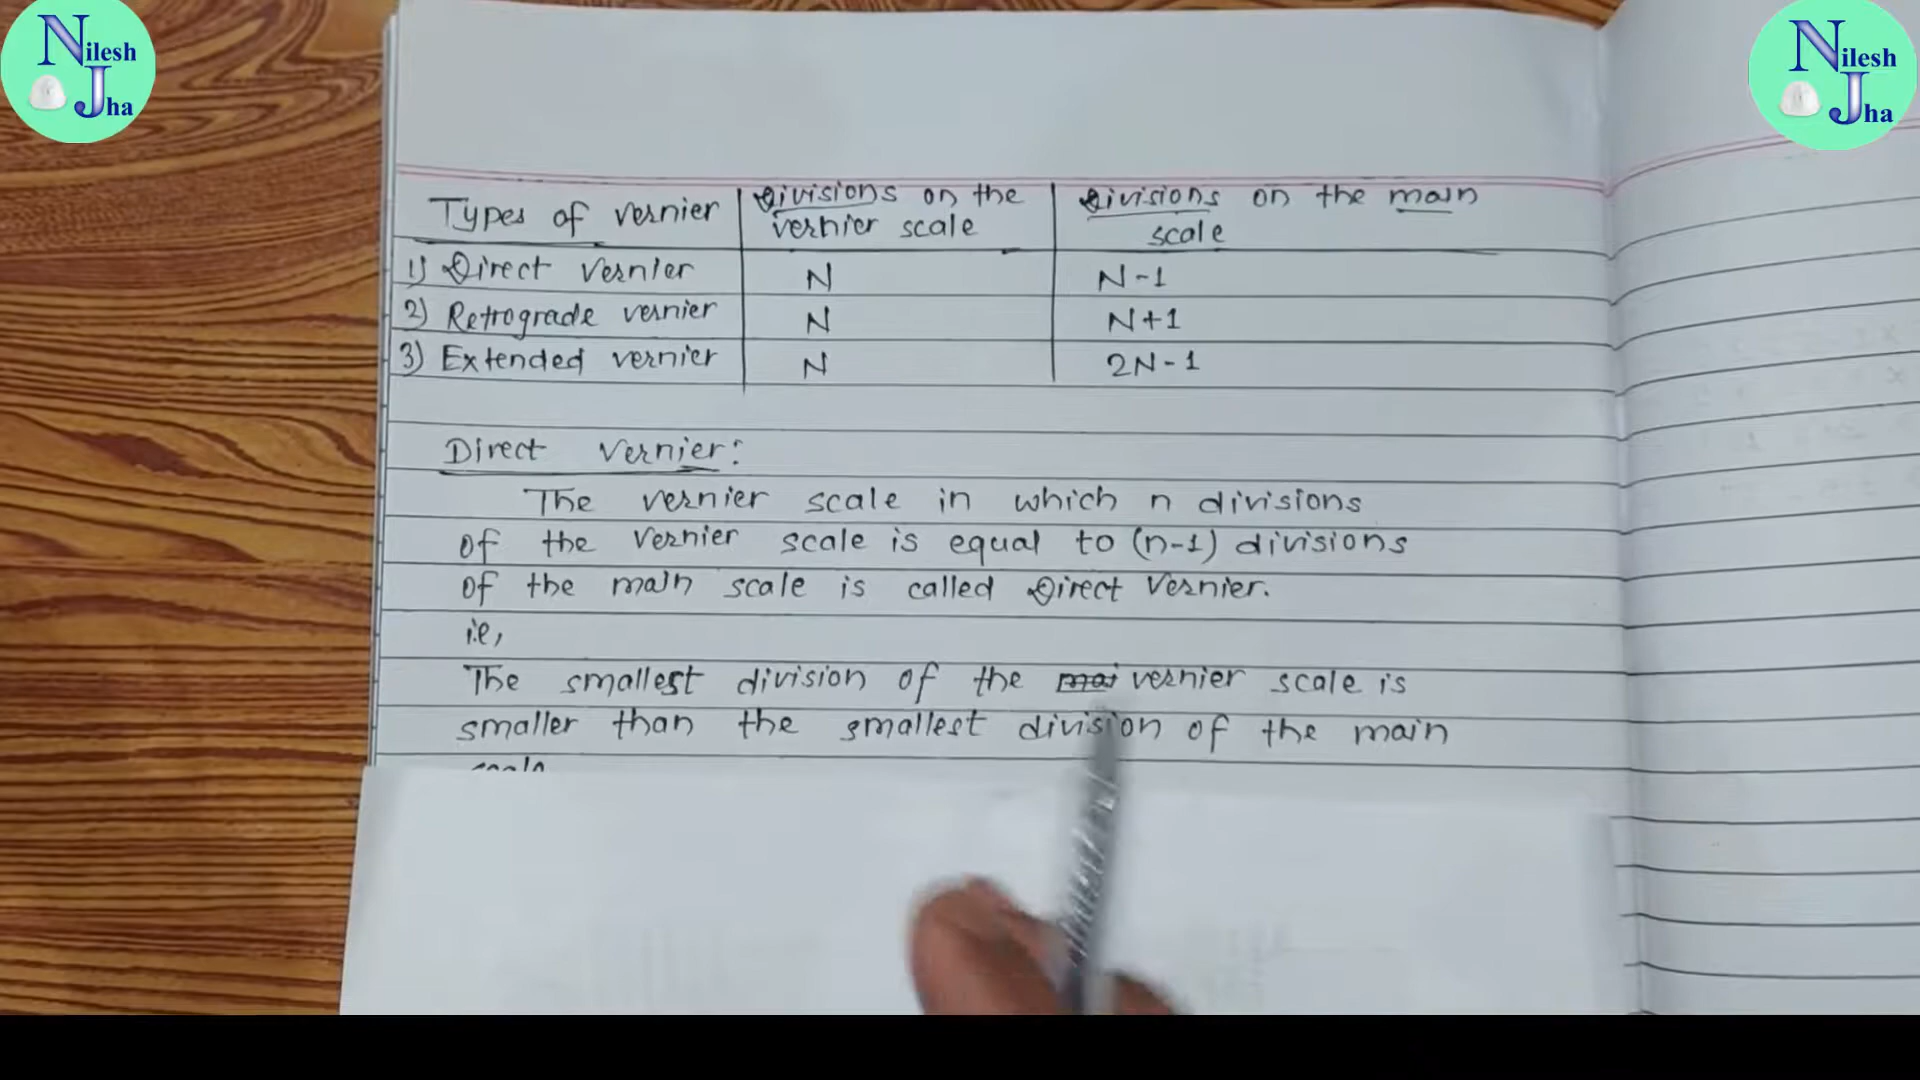 Nilesh Jha
Nilesh Jha
Types of vernier | Divisions on the vernier scale | Divisions on the main scale
1) Direct Vernier | N | N-1
2) Retrograde vernier | N | N+1
3) Extended vernier | N | 2N-1
Direct Vernier:
The vernier scale in which n divisions
of the vernier scale is equal to (n-1) divisions
of the main scale is called Direct Vernier.
i.e,
The smallest division of the vernier scale is
smaller than the smallest division of the main